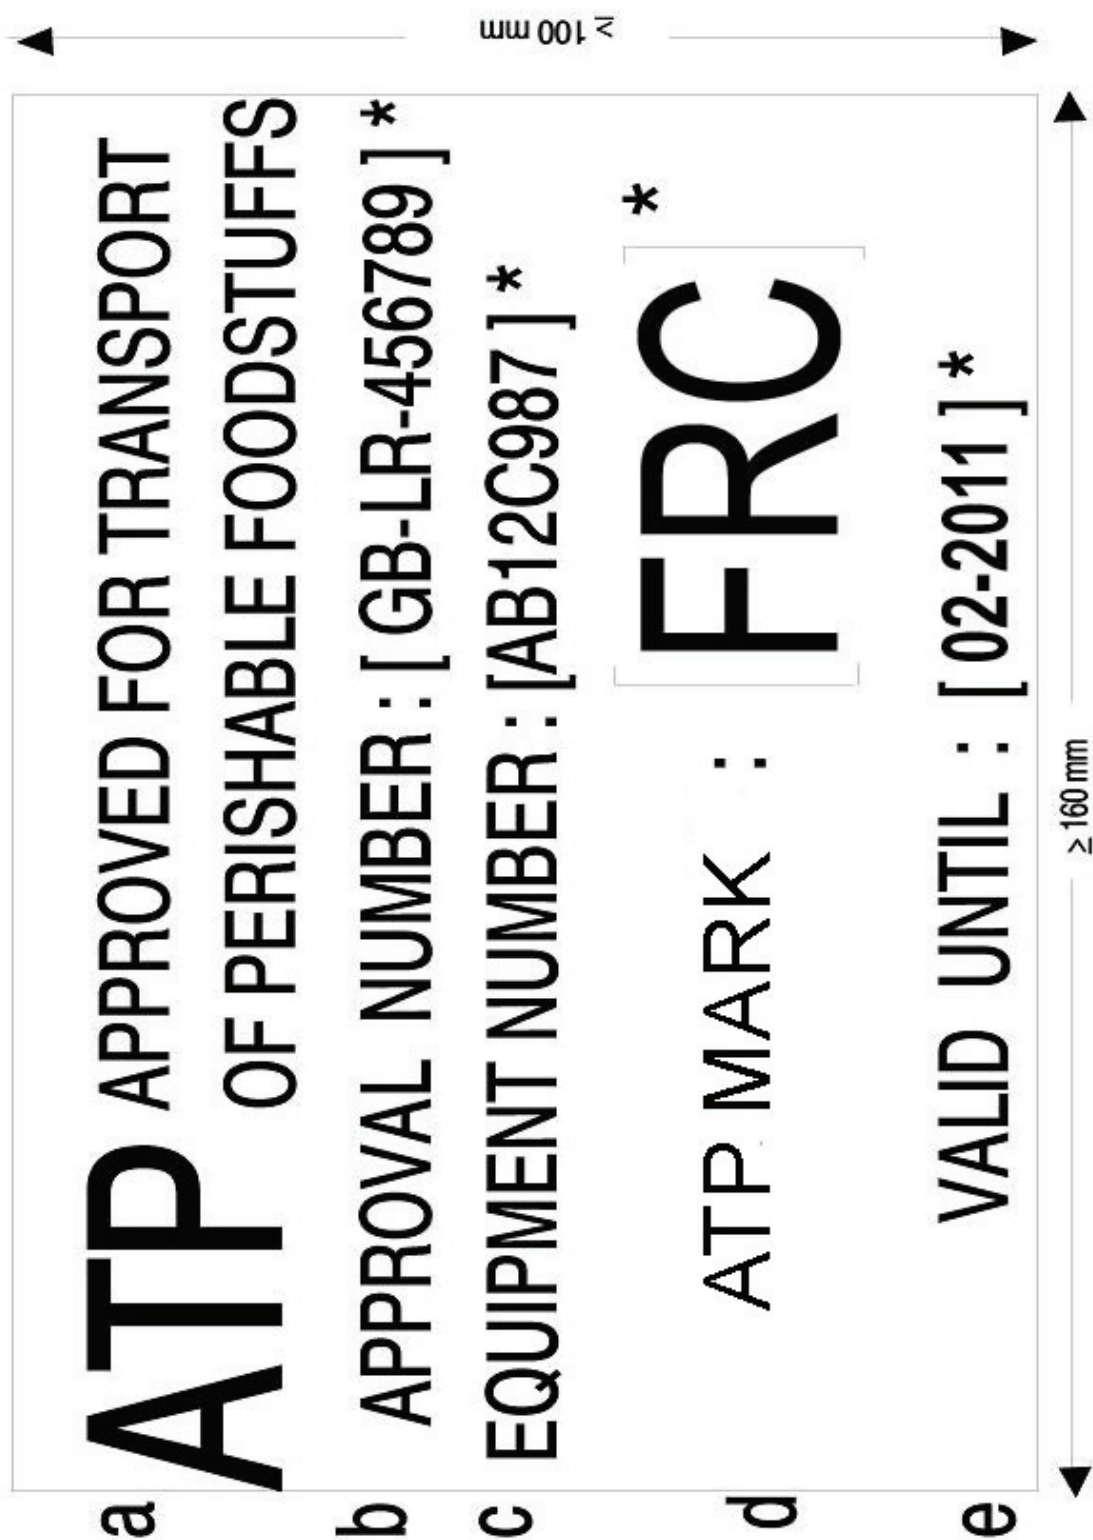 ≥ 100 mm
a ATP APPROVED FOR TRANSPORT
OF PERISHABLE FOODSTUFFS
b APPROVAL NUMBER : [ GB-LR-456789 ] *
c EQUIPMENT NUMBER : [AB12C987 ] *
d ATP MARK : [ FRC ] *
e VALID UNTIL : [ 02-2011 ] *
≥ 160 mm